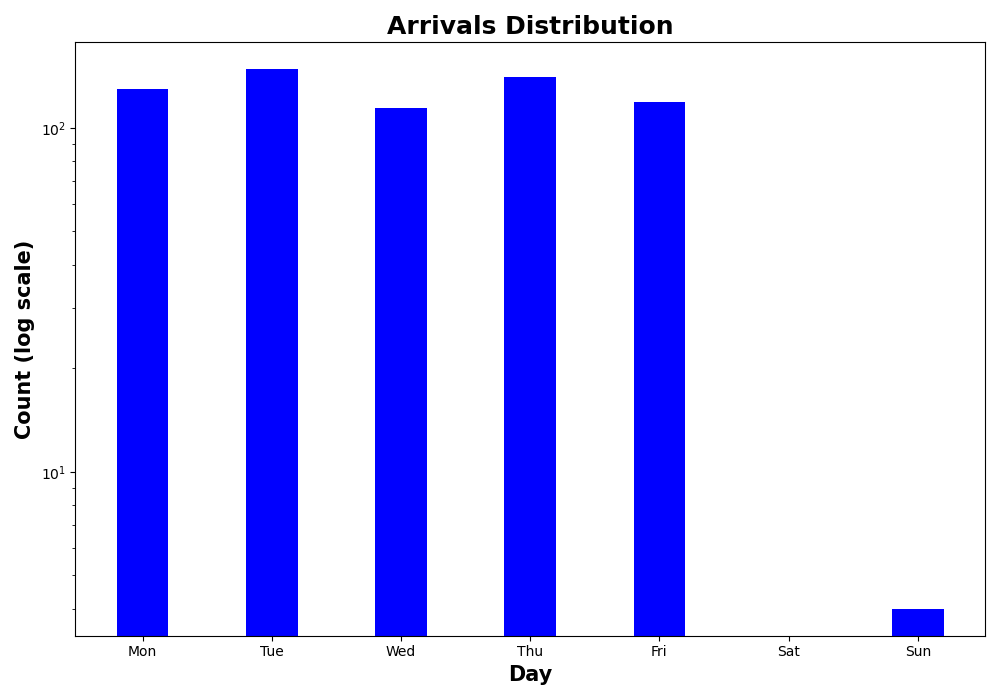 Arrivals Distribution
Count (log scale)
10²
10¹
Mon Tue Wed Thu Fri Sat Sun
Day